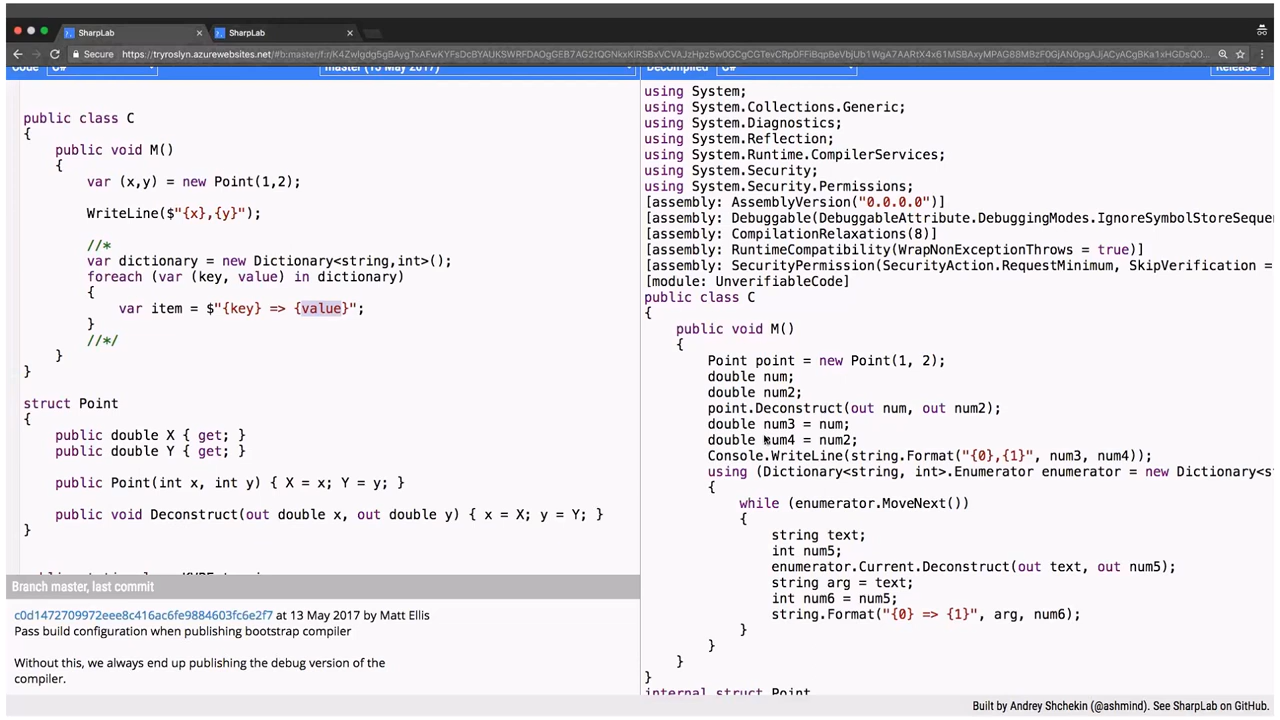 SharpLab
SharpLab
Secure
Code
C#
master (13 May 2017)
Decompiled
C#
Release
public class C
{
public void M()
{
var (x,y) = new Point(1,2);
WriteLine($"{x},{y}");
//*
var dictionary = new Dictionary<string,int>();
foreach (var (key, value) in dictionary)
{
var item = $"{key} => {value}";
}
//*/
}
}
struct Point
{
public double X { get; }
public double Y { get; }
public Point(int x, int y) { X = x; Y = y; }
public void Deconstruct(out double x, out double y) { x = X; y = Y; }
}
Branch master, last commit
c0d1472709972eee8c416ac6fe9884603fc6e2f7 at 13 May 2017 by Matt Ellis
Pass build configuration when publishing bootstrap compiler
Without this, we always end up publishing the debug version of the
compiler.
using System;
using System.Collections.Generic;
using System.Diagnostics;
using System.Reflection;
using System.Runtime.CompilerServices;
using System.Security;
using System.Security.Permissions;
[assembly: AssemblyVersion("0.0.0.0")]
[assembly: Debuggable(DebuggableAttribute.DebuggingModes.IgnoreSymbolStoreSeque
[assembly: CompilationRelaxations(8)]
[assembly: RuntimeCompatibility(WrapNonExceptionThrows = true)]
[assembly: SecurityPermission(SecurityAction.RequestMinimum, SkipVerification =
[module: UnverifiableCode]
public class C
{
public void M()
{
Point point = new Point(1, 2);
double num;
double num2;
point.Deconstruct(out num, out num2);
double num3 = num;
double num4 = num2;
Console.WriteLine(string.Format("{0},{1}", num3, num4));
using (Dictionary<string, int>.Enumerator enumerator = new Dictionary<st
{
while (enumerator.MoveNext())
{
string text;
int num5;
enumerator.Current.Deconstruct(out text, out num5);
string arg = text;
int num6 = num5;
string.Format("{0} => {1}", arg, num6);
}
}
}
}
internal struct Point
Built by Andrey Shchekin (@ashmind). See SharpLab on GitHub.